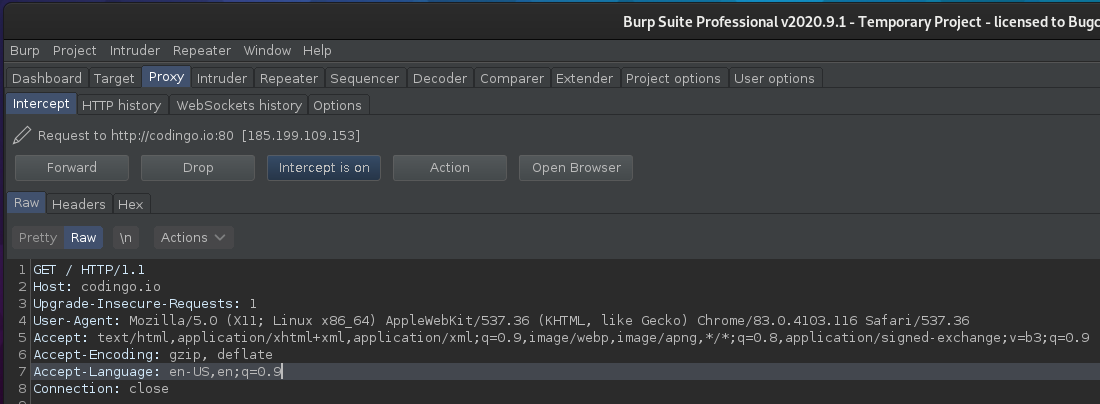 Burp Suite Professional v2020.9.1 - Temporary Project - licensed to
Burp Project Intruder Repeater Window Help
Dashboard Target Proxy Intruder Repeater Sequencer Decoder Comparer Extender Project options User options
Intercept HTTP history WebSockets history Options
Request to http://codingo.io:80 [185.199.109.153]
Forward Drop Intercept is on Action Open Browser
Raw Headers Hex
Pretty Raw \n Actions
1 GET / HTTP/1.1
2 Host: codingo.io
3 Upgrade-Insecure-Requests: 1
4 User-Agent: Mozilla/5.0 (X11; Linux x86_64) AppleWebKit/537.36 (KHTML, like Gecko) Chrome/83.0.4103.116 Safari/537.36
5 Accept: text/html,application/xhtml+xml,application/xml;q=0.9,image/webp,image/apng,*/*;q=0.8,application/signed-exchange;v=b3;q=0.9
6 Accept-Encoding: gzip, deflate
7 Accept-Language: en-US,en;q=0.9
8 Connection: close